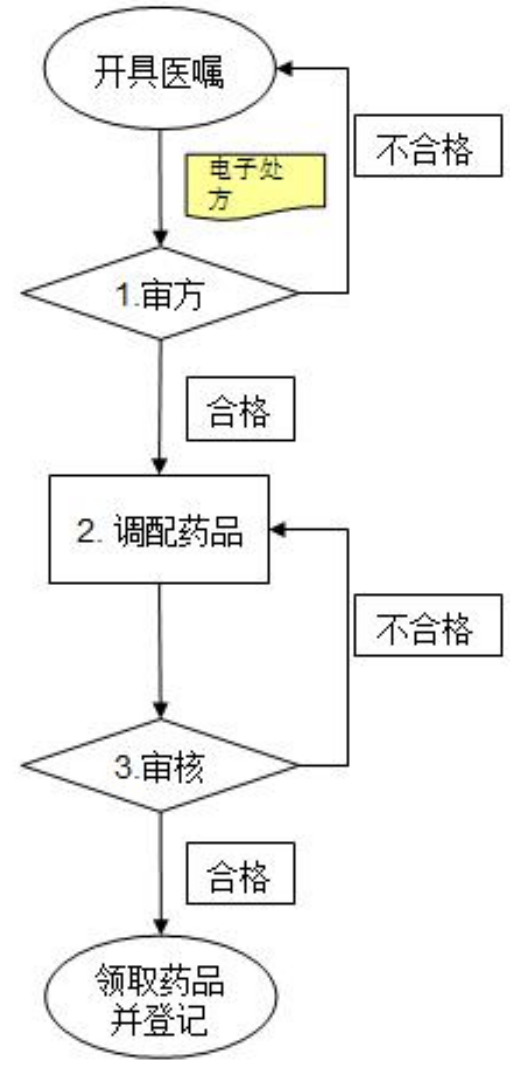 开具医嘱
不合格
电子处
方
1.审方
合格
2. 调配药品
不合格
3.审核
合格
领取药品
并登记